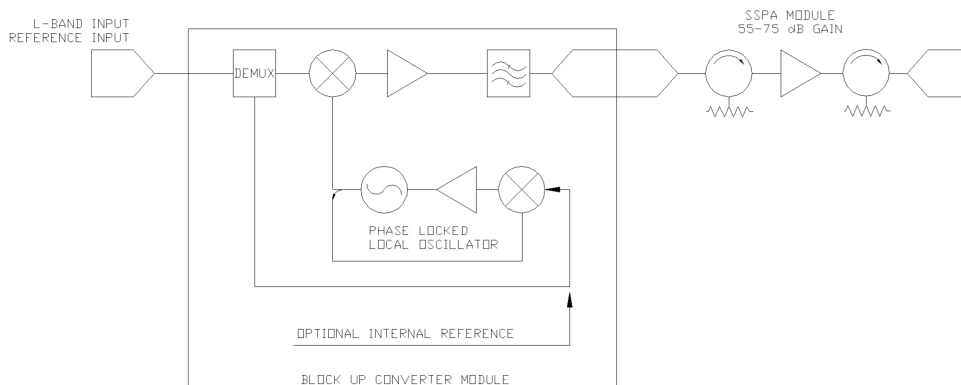 L-BAND INPUT
REFERENCE INPUT
SSPA MODULE
55-75 dB GAIN
DEMUX
PHASE LOCKED
LOCAL OSCILLATOR
OPTIONAL INTERNAL REFERENCE
BLOCK UP CONVERTER MODULE